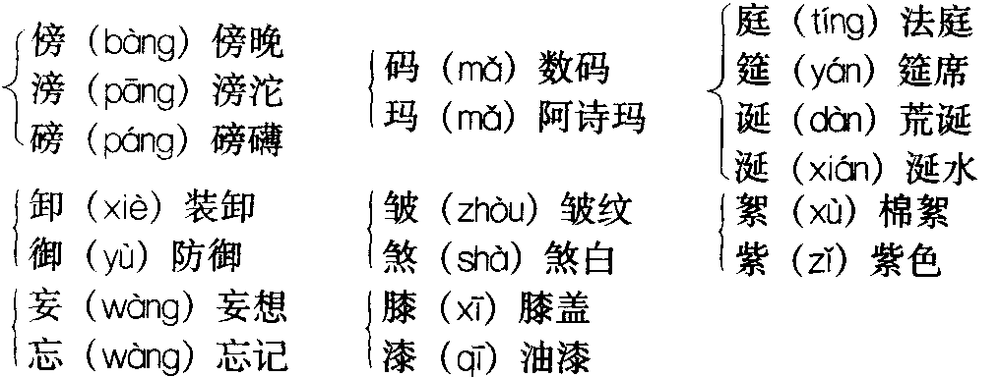 傍（bàng）傍晚
滂（pāng）滂沱
磅（páng）磅礴
码（mǎ）数码
玛（mǎ）阿诗玛
庭（tíng）法庭
筵（yán）筵席
诞（dàn）荒诞
涎（xián）涎水
卸（xiè）装卸
御（yù）防御
皱（zhòu）皱纹
煞（shà）煞白
絮（xù）棉絮
紫（zǐ）紫色
妄（wàng）妄想
忘（wàng）忘记
膝（xī）膝盖
漆（qī）油漆